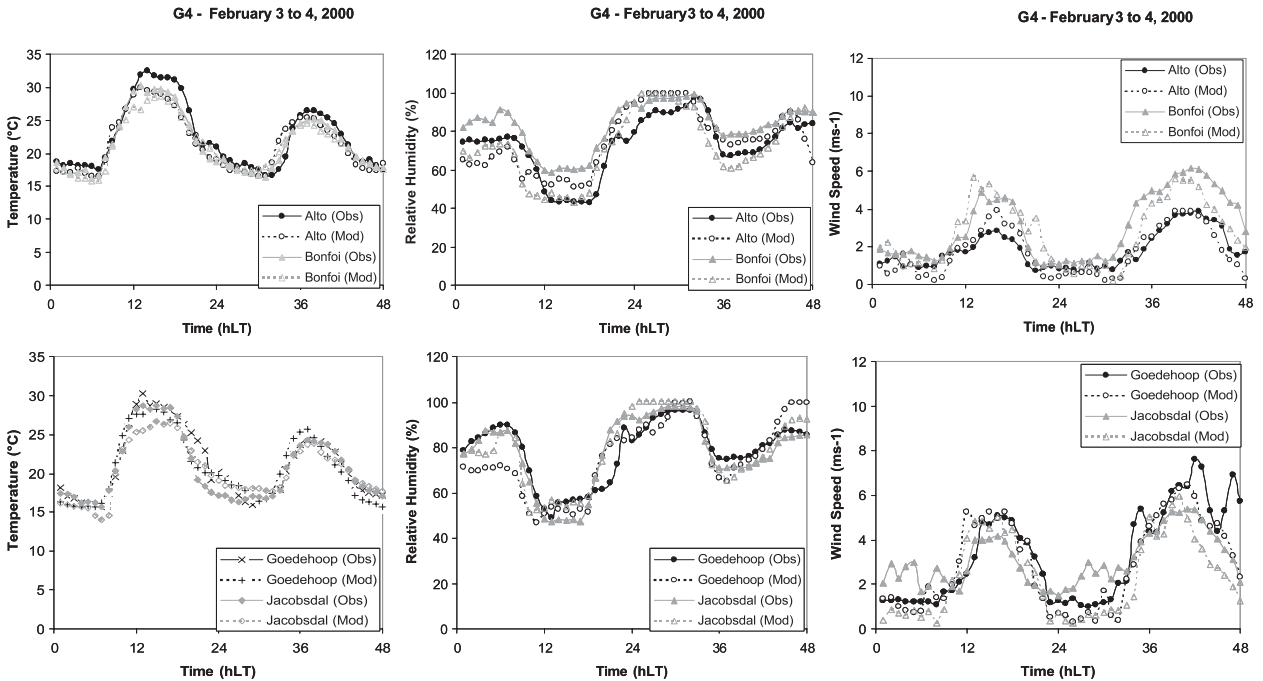 G4 - February 3 to 4, 2000
G4 - February3 to 4, 2000
G4 - February3 to 4, 2000
Temperature (°C)
35
30
25
20
15
10
5
0
0
12
24
36
48
Time (hLT)
Alto (Obs)
Alto (Mod)
Bonfoi (Obs)
Bonfoi (Mod)
Relative Humidity (%)
120
100
80
60
40
20
0
0
12
24
36
48
Time (hLT)
Alto (Obs)
Alto (Mod)
Bonfoi (Obs)
Bonfoi (Mod)
Wind Speed (ms-1)
12
10
8
6
4
2
0
0
12
24
36
48
Time (hLT)
Alto (Obs)
Alto (Mod)
Bonfoi (Obs)
Bonfoi (Mod)
Temperature (°C)
35
30
25
20
15
10
5
0
0
12
24
36
48
Time (hLT)
Goedehoop (Obs)
Goedehoop (Mod)
Jacobsdal (Obs)
Jacobsdal (Mod)
Relative Humidity (%)
120
100
80
60
40
20
0
0
12
24
36
48
Time (hLT)
Goedehoop (Obs)
Goedehoop (Mod)
Jacobsdal (Obs)
Jacobsdal (Mod)
Wind Speed (ms-1)
12
10
8
6
4
2
0
0
12
24
36
48
Time (hLT)
Goedehoop (Obs)
Goedehoop (Mod)
Jacobsdal (Obs)
Jacobsdal (Mod)